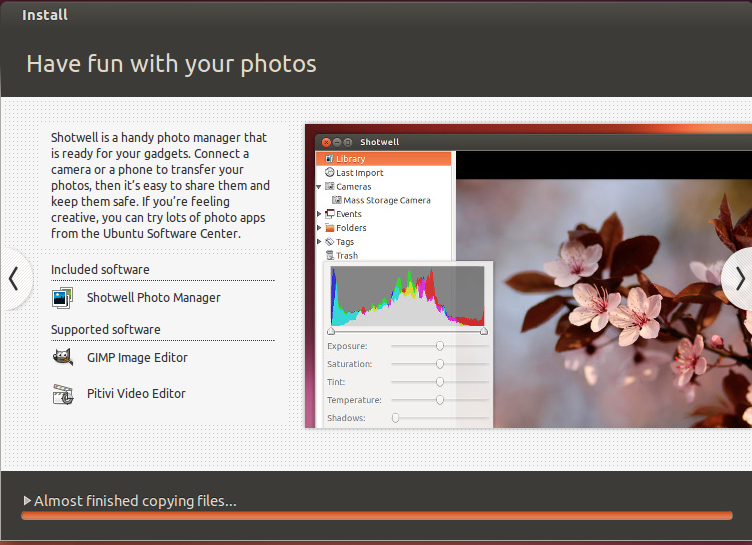 Install
Have fun with your photos
Shotwell is a handy photo manager that
is ready for your gadgets. Connect a
camera or a phone to transfer your
photos, then it's easy to share them and
keep them safe. If you're feeling
creative, you can try lots of photo apps
from the Ubuntu Software Center.
Included software
Shotwell Photo Manager
Supported software
GIMP Image Editor
Pitivi Video Editor
Shotwell
Library
Last Import
Cameras
Mass Storage Camera
Events
Folders
Tags
Trash
Exposure:
Saturation:
Tint:
Temperature:
Shadows:
Almost finished copying files...